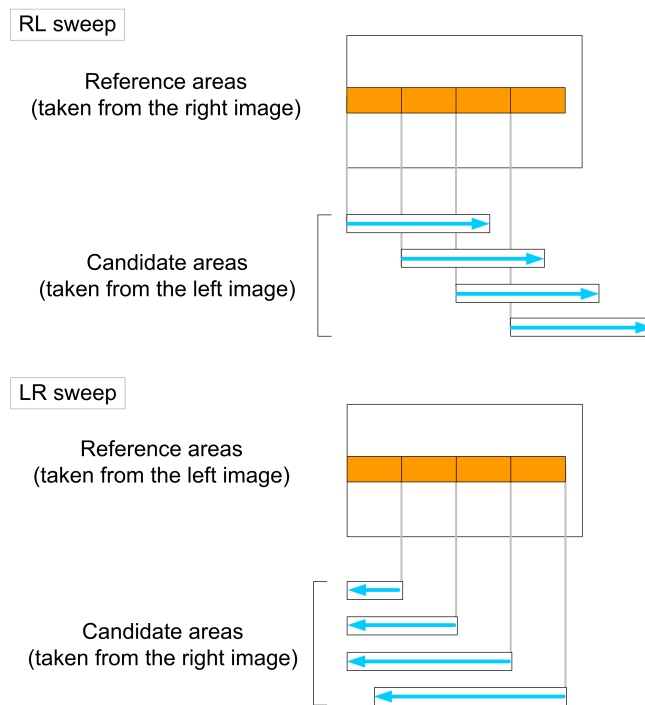 RL sweep
Reference areas
(taken from the right image)
Candidate areas
(taken from the left image)
LR sweep
Reference areas
(taken from the left image)
Candidate areas
(taken from the right image)